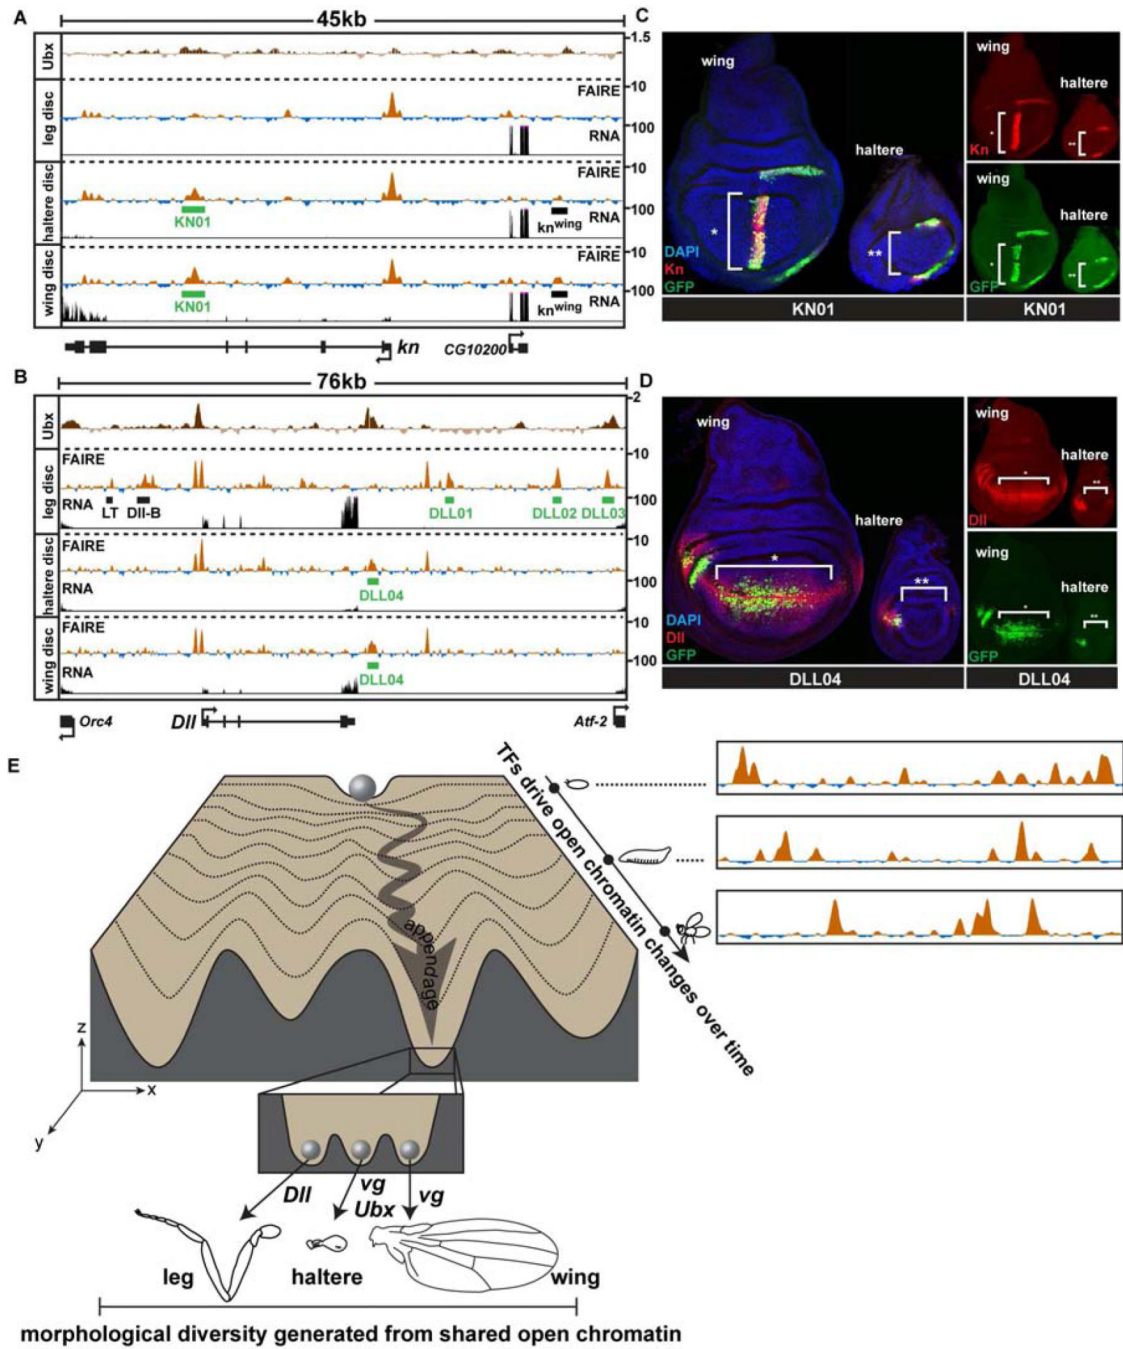 A
45kb
Ubx
1.5
leg disc
FAIRE
10
RNA
100
haltere disc
FAIRE
10
KN01
RNA
100
knwing
wing disc
FAIRE
10
KN01
RNA
100
knwing
kn
CG10200
C
wing
haltere
*
**
DAPI
Kn
GFP
KN01
wing
haltere
*
**
Kn
wing
haltere
*
**
GFP
KN01
B
76kb
Ubx
2
leg disc
FAIRE
10
RNA
100
LT
Dll-B
DLL01
DLL02
DLL03
haltere disc
FAIRE
10
RNA
100
DLL04
wing disc
FAIRE
10
RNA
100
DLL04
Orc4
Dll
Atf-2
D
wing
haltere
*
**
DAPI
Dll
GFP
DLL04
wing
haltere
*
**
Dll
wing
haltere
*
**
GFP
DLL04
E
TFs drive open chromatin changes over time
appendage
z
x
y
Dll
vg
Ubx
vg
leg
haltere
wing
morphological diversity generated from shared open chromatin